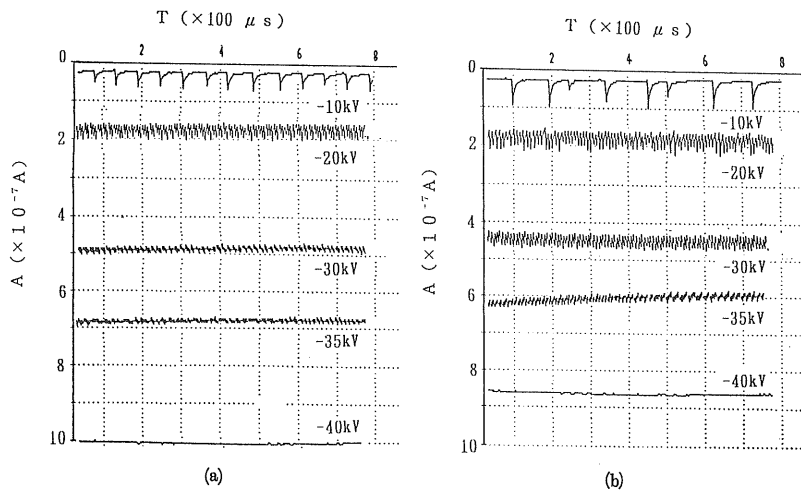 T (×100 μs)
2 4 6 8
0
2
4
6
8
10
A (×10⁻⁷A)
-10kV
-20kV
-30kV
-35kV
-40kV
(a)
T (×100 μs)
2 4 6 8
0
2
4
6
8
10
A (×10⁻⁷A)
-10kV
-20kV
-30kV
-35kV
-40kV
(b)